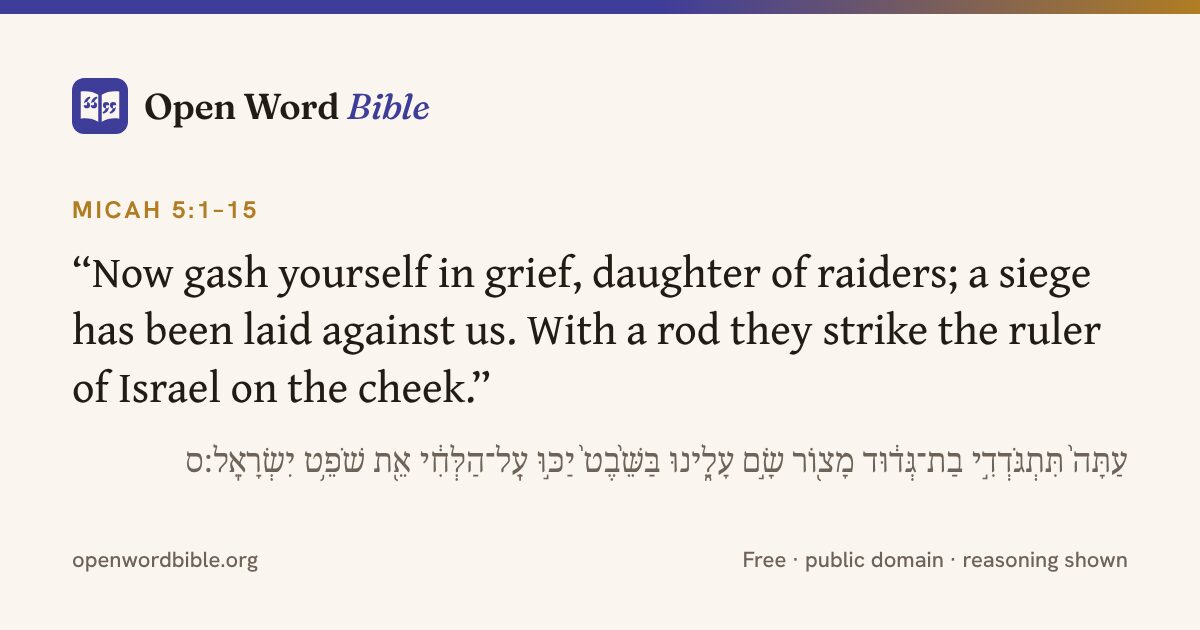 Open Word Bible
MICAH 5:1–15
“Now gash yourself in grief, daughter of raiders; a siege
has been laid against us. With a rod they strike the ruler
of Israel on the cheek.”
עַתָּה֙ תִּתְגֹּדְדִ֣י בַת־גְּד֔וּד מָצ֖וֹר שָׂ֣ם עָלֵ֑ינוּ בַּשֵּׁ֙בֶט֙ יַכּ֣וּ עַֽל־הַלְּחִ֔י אֵ֖ת שֹׁפֵ֥ט יִשְׂרָאֵֽל׃ס
openwordbible.org
Free · public domain · reasoning shown